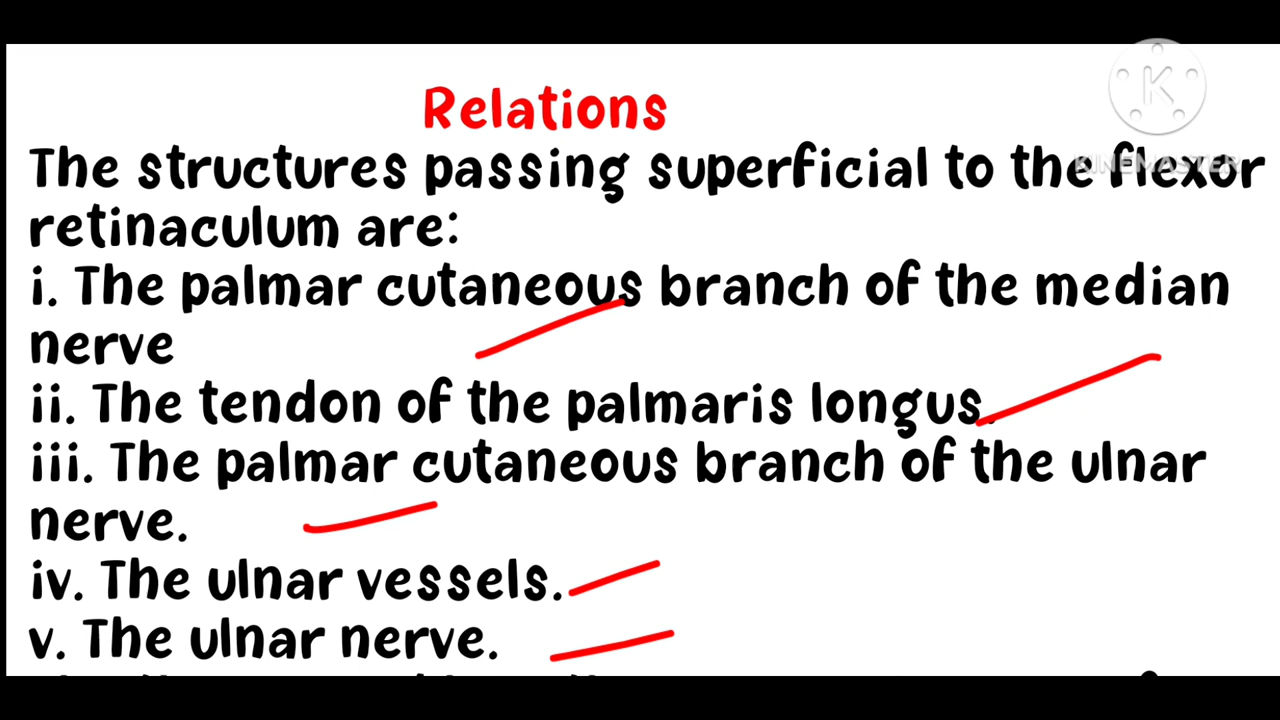 Relations
KINEMASTER
The structures passing superficial to the flexor
retinaculum are:
i. The palmar cutaneous branch of the median
nerve
ii. The tendon of the palmaris longus.
iii. The palmar cutaneous branch of the ulnar
nerve.
iv. The ulnar vessels.
v. The ulnar nerve.